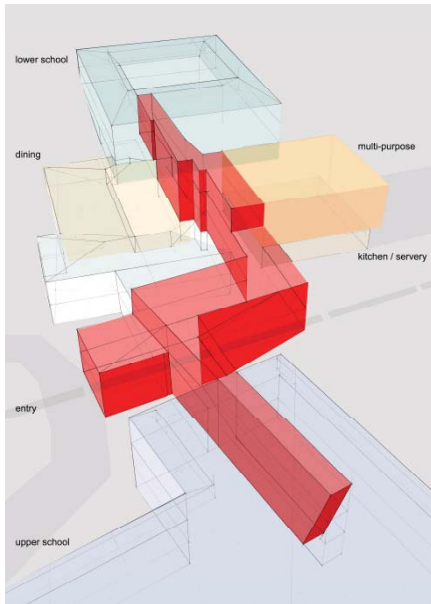 lower school
dining
multi-purpose
kitchen / servery
entry
upper school